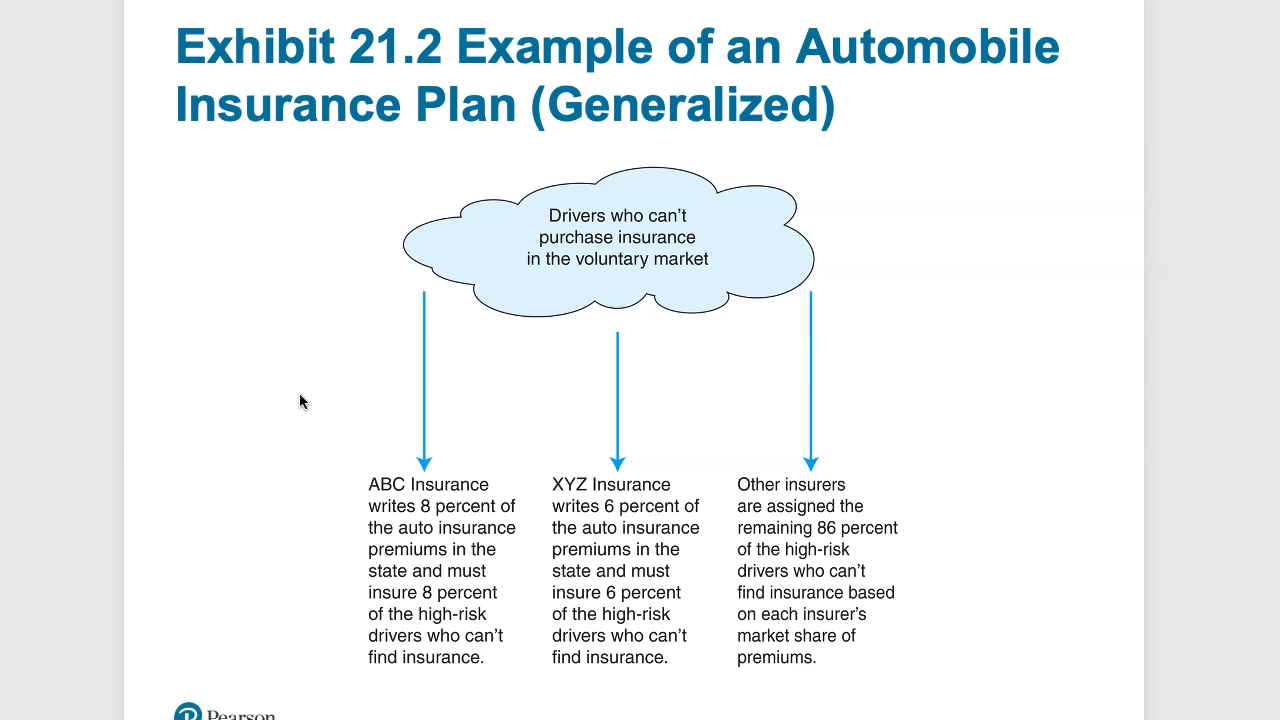 Exhibit 21.2 Example of an Automobile
Insurance Plan (Generalized)
Drivers who can’t
purchase insurance
in the voluntary market
ABC Insurance
writes 8 percent of
the auto insurance
premiums in the
state and must
insure 8 percent
of the high-risk
drivers who can’t
find insurance.
XYZ Insurance
writes 6 percent of
the auto insurance
premiums in the
state and must
insure 6 percent
of the high-risk
drivers who can’t
find insurance.
Other insurers
are assigned the
remaining 86 percent
of the high-risk
drivers who can’t
find insurance based
on each insurer’s
market share of
premiums.
Pearson